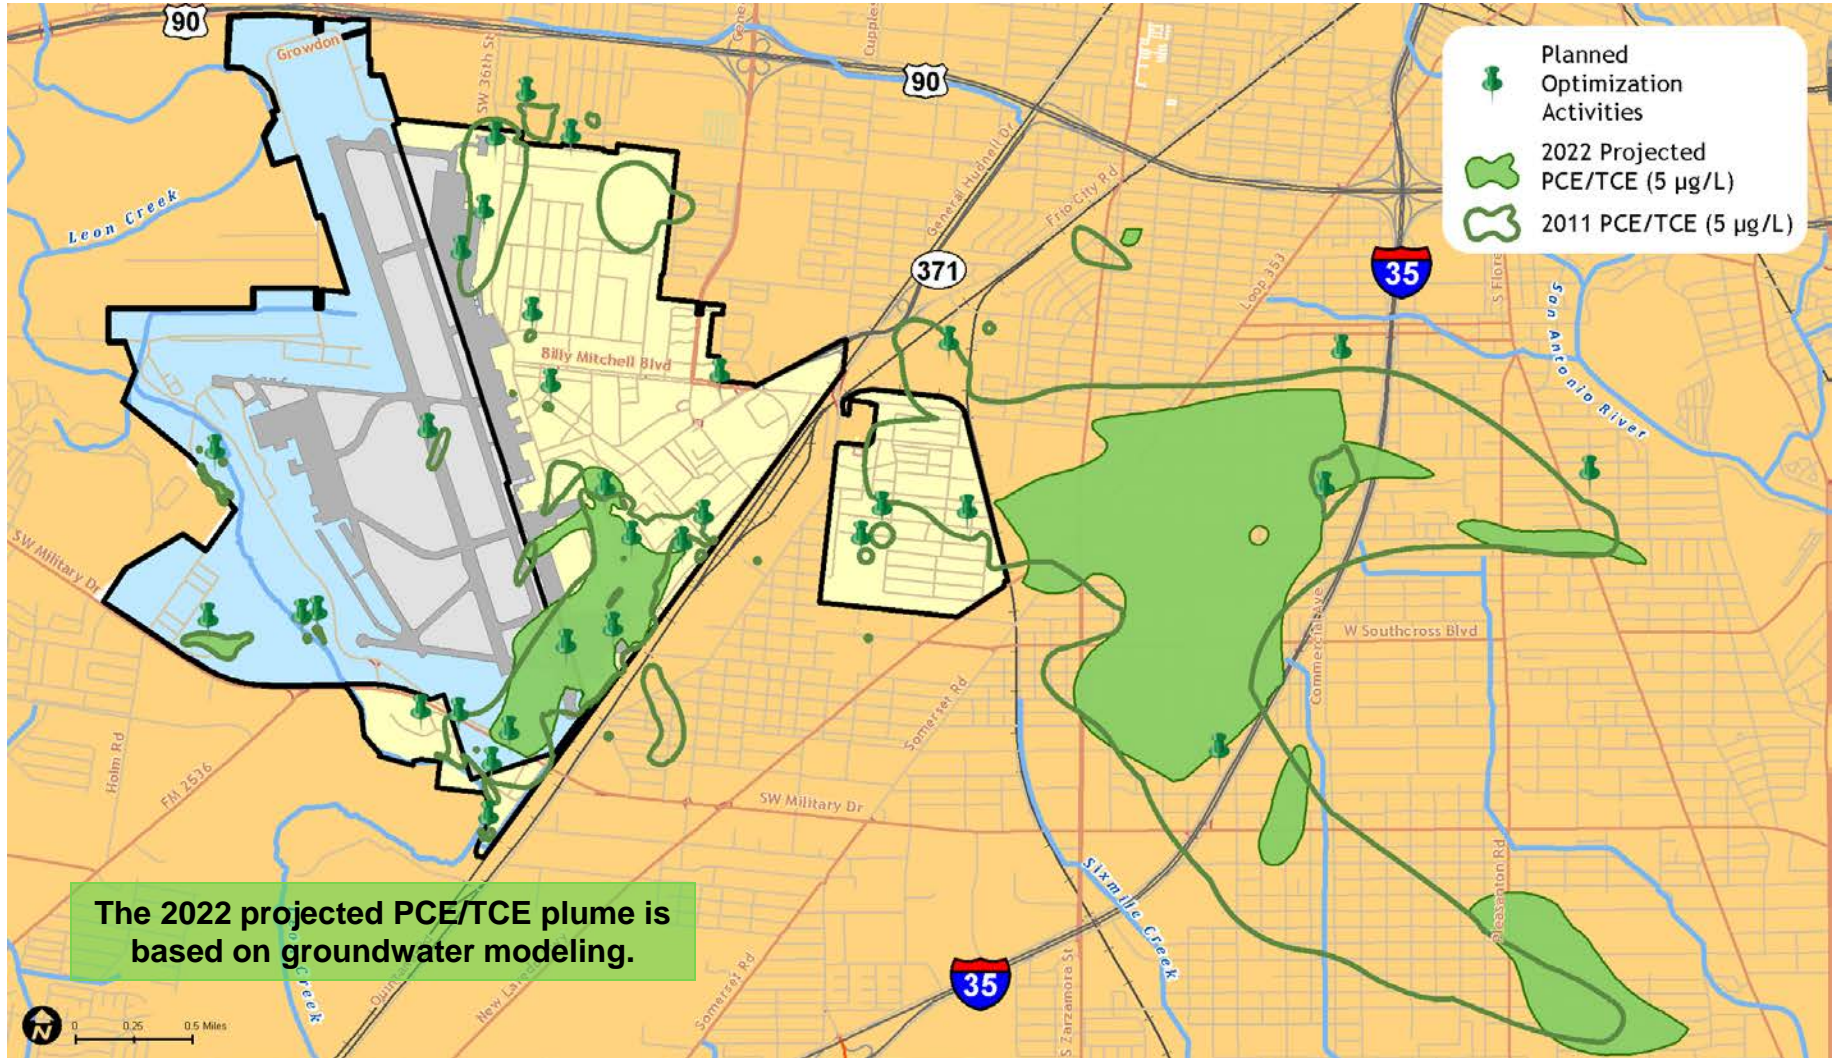 90
Growdon
SW 36th St
Cupples
90
General Hudnell Dr
Frio City Rd
Planned
Optimization
Activities
2022 Projected
PCE/TCE (5 µg/L)
2011 PCE/TCE (5 µg/L)
Leon Creek
371
35
Loop 353
S Flore
San Antonio River
Billy Mitchell Blvd
SW Military Dr
W Southcross Blvd
Commercial Ave
Somerset Rd
Holm Rd
FM 2536
SW Military Dr
Pleasanton Rd
Sixmile Creek
S Zarzamora St
35
The 2022 projected PCE/TCE plume is
based on groundwater modeling.
Creek
Somerset Rd
N
0 0.25 0.5 Miles